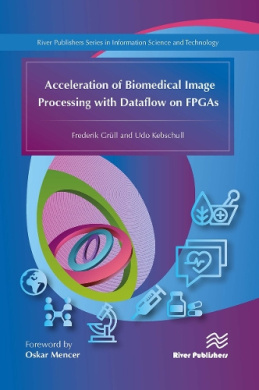 River Publishers Series in Information Science and Technology
Acceleration of Biomedical Image
Processing with Dataflow on FPGAs
Frederik Grüll and Udo Kebschull
Foreword by
Oskar Mencer
River Publishers